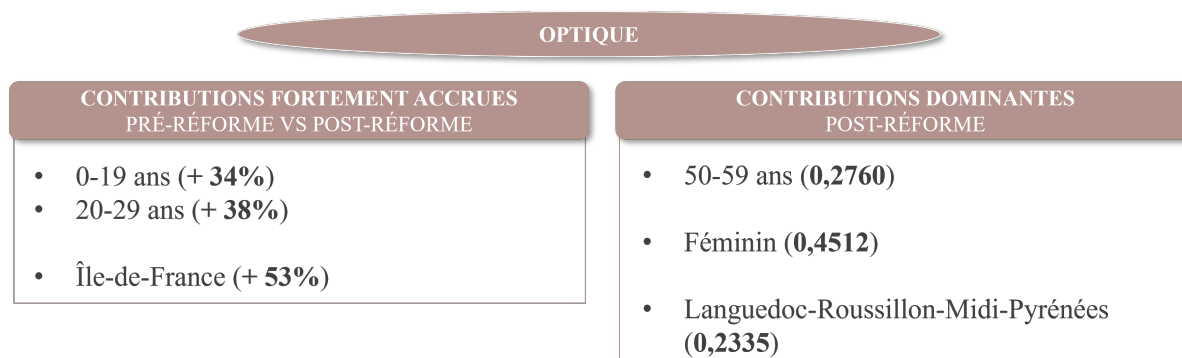 OPTIQUE
CONTRIBUTIONS FORTEMENT ACCRUES
PRÉ-RÉFORME VS POST-RÉFORME
• 0-19 ans (+ 34%)
• 20-29 ans (+ 38%)
• Île-de-France (+ 53%)
CONTRIBUTIONS DOMINANTES
POST-RÉFORME
• 50-59 ans (0,2760)
• Féminin (0,4512)
• Languedoc-Roussillon-Midi-Pyrénées
(0,2335)